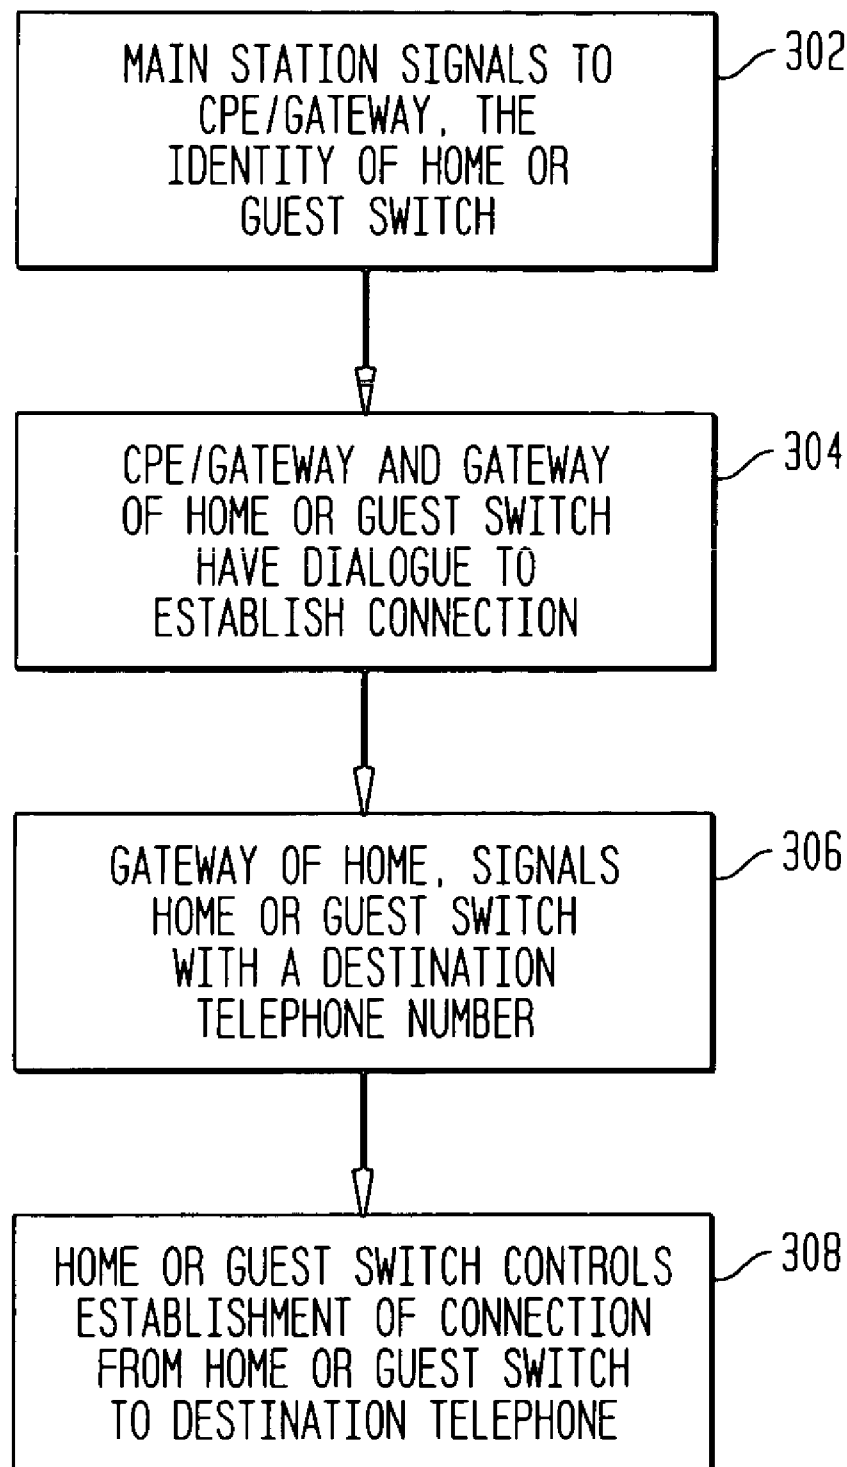 MAIN STATION SIGNALS TO
CPE/GATEWAY, THE
IDENTITY OF HOME OR
GUEST SWITCH
302
CPE/GATEWAY AND GATEWAY
OF HOME OR GUEST SWITCH
HAVE DIALOGUE TO
ESTABLISH CONNECTION
304
GATEWAY OF HOME, SIGNALS
HOME OR GUEST SWITCH
WITH A DESTINATION
TELEPHONE NUMBER
306
HOME OR GUEST SWITCH CONTROLS
ESTABLISHMENT OF CONNECTION
FROM HOME OR GUEST SWITCH
TO DESTINATION TELEPHONE
308